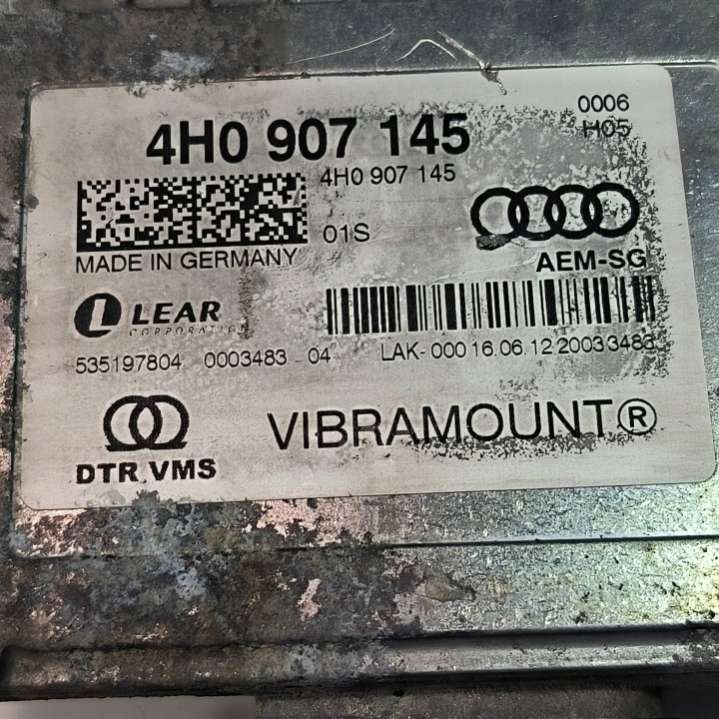 0006
4H0 907 145
H05
4H0 907 145
01S
MADE IN GERMANY
AEM-SG
LEAR
CORPORATION
535197804 0003483 04 LAK-000 16.06.12 20033483
VIBRAMOUNT®
DTR VMS